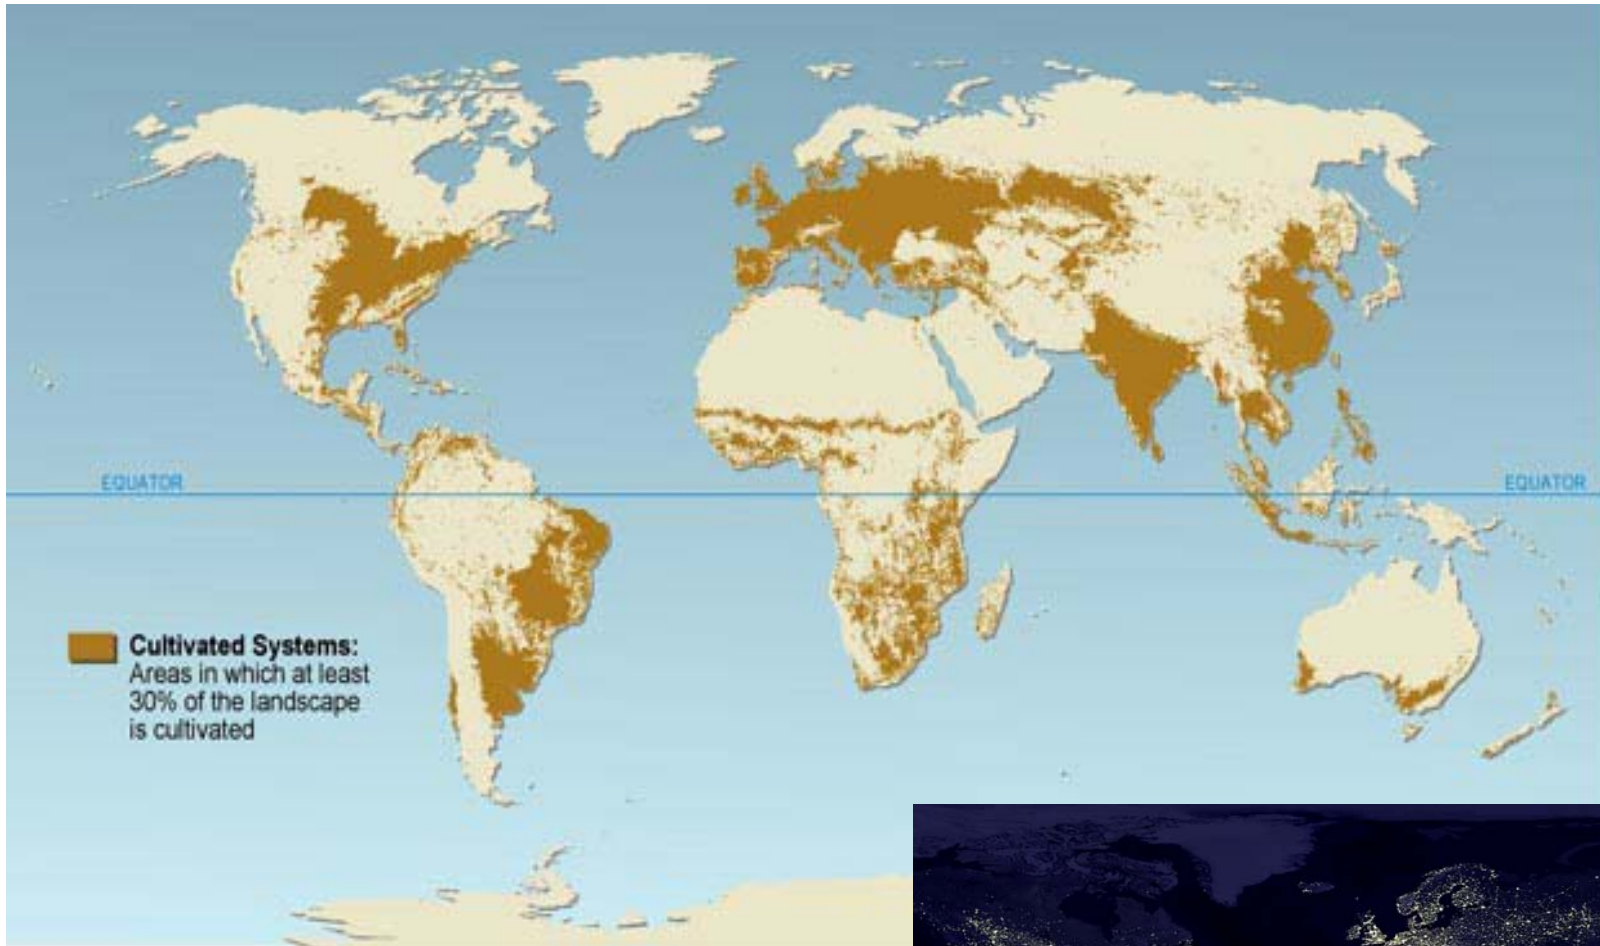 EQUATOR
EQUATOR
Cultivated Systems:
Areas in which at least
30% of the landscape
is cultivated